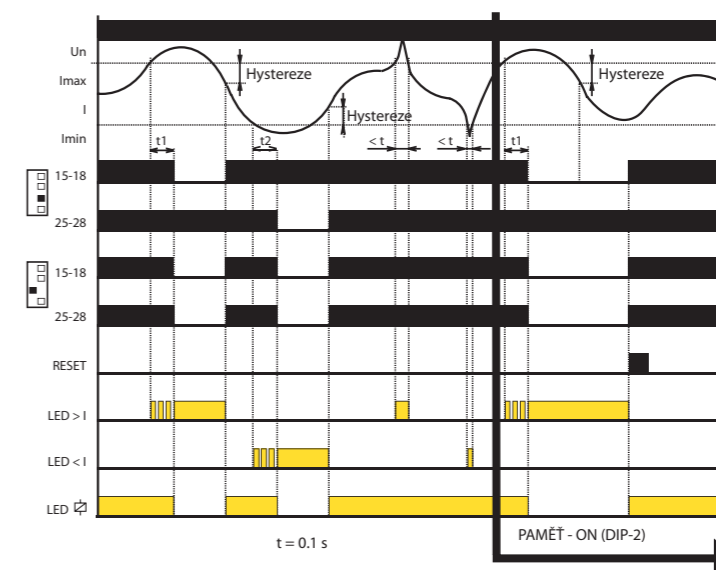 Un
Imax
I
Imin
Hystereze
Hystereze
Hystereze
t1
t2
< t
< t
t1
15-18
25-28
15-18
25-28
RESET
LED > I
LED < I
LED
t = 0.1 s
PAMĚŤ - ON (DIP-2)